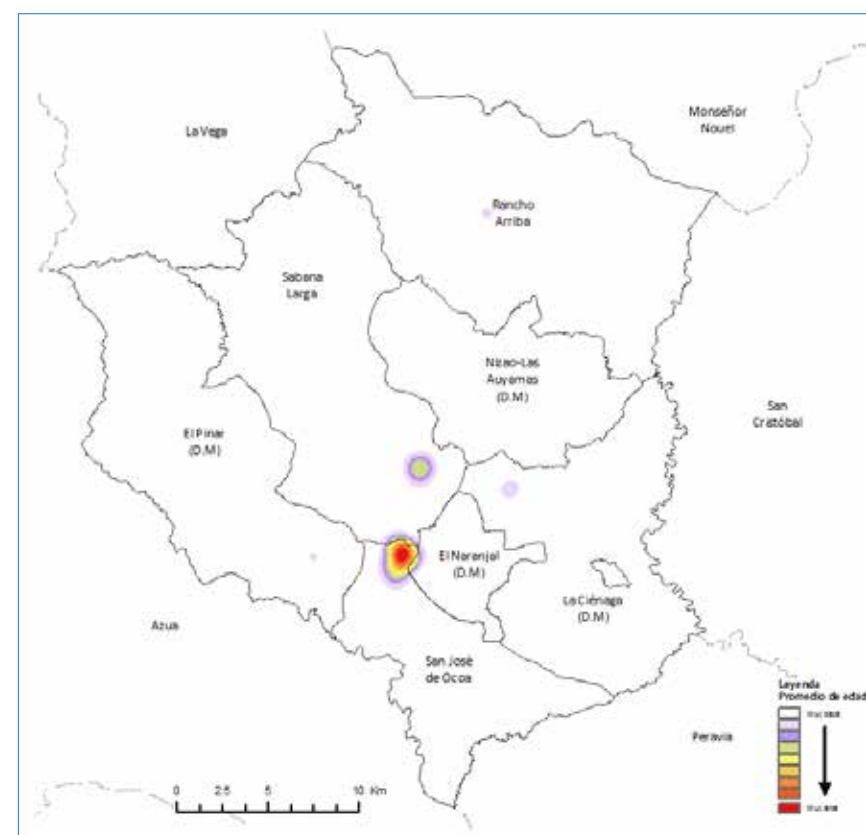 Monseñor
Nouel
La Vega
Rancho
Arriba
Sabana
Larga
Nizao-Las
Auyamas
(D.M)
San
Cristóbal
El Pinar
(D.M)
El Naranjal
(D.M)
La Ciénaga
(D.M)
Azua
San José
de Ocoa
Peravia
Leyenda
Promedio de edad
0 2.5 5 10 Km